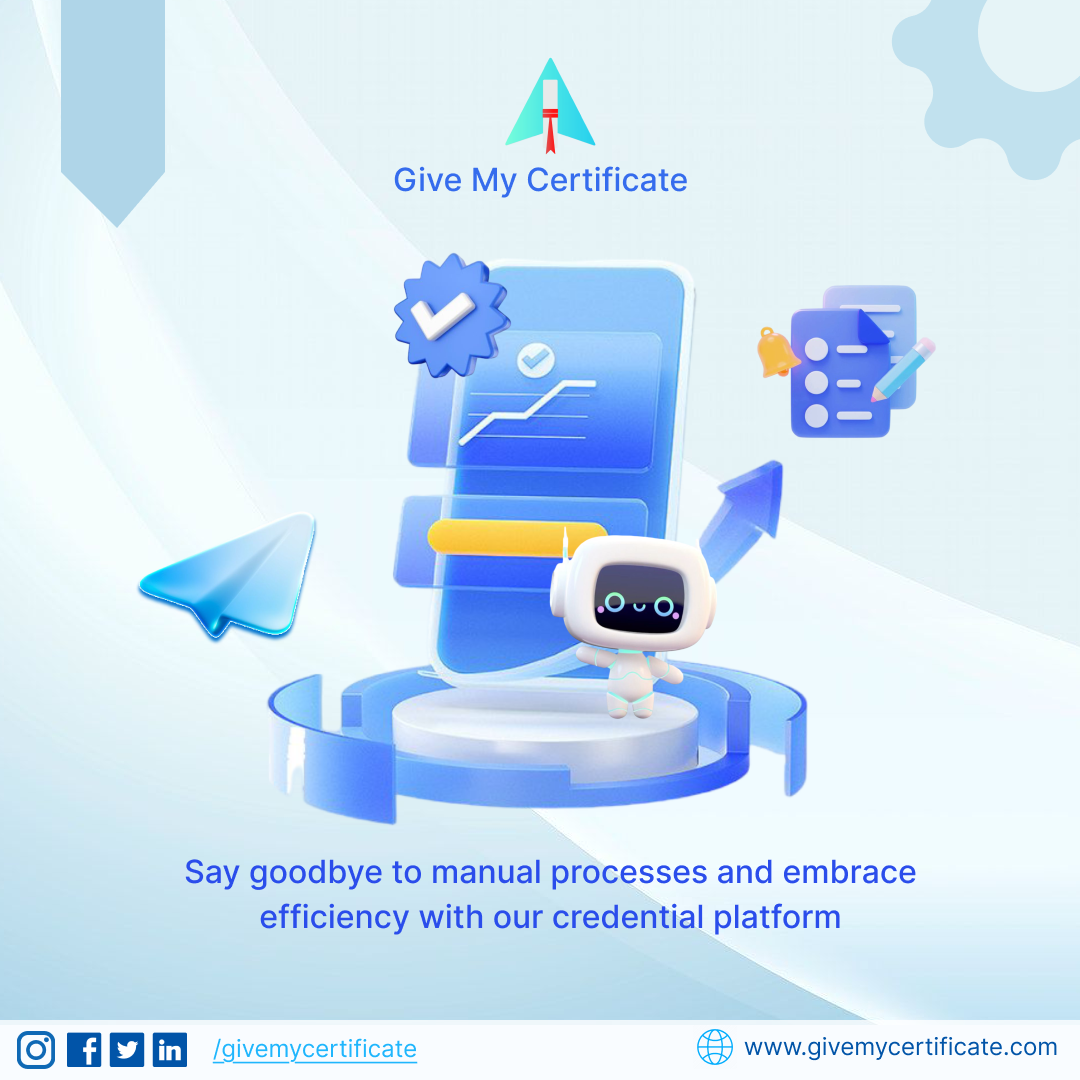 Give My Certificate
Say goodbye to manual processes and embrace
efficiency with our credential platform
/givemycertificate
www.givemycertificate.com